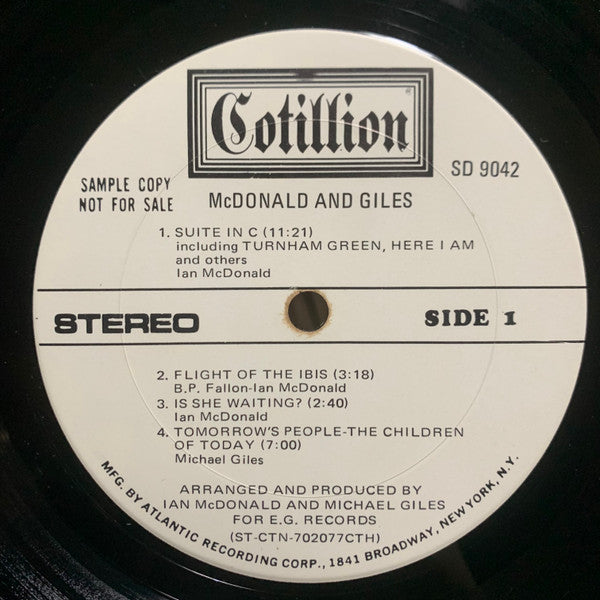 Cotillion®
SD 9042
SAMPLE COPY
NOT FOR SALE
McDONALD AND GILES
1. SUITE IN C (11:21)
including TURNHAM GREEN, HERE I AM
and others
Ian McDonald
STEREO
SIDE 1
2. FLIGHT OF THE IBIS (3:18)
B.P. Fallon-Ian McDonald
3. IS SHE WAITING? (2:40)
Ian McDonald
4. TOMORROW'S PEOPLE-THE CHILDREN
OF TODAY (7:00)
Michael Giles
ARRANGED AND PRODUCED BY
IAN McDONALD AND MICHAEL GILES
FOR E.G. RECORDS
(ST-CTN-702077CTH)
MFG. BY ATLANTIC RECORDING CORP., 1841 BROADWAY, NEW YORK, N.Y.